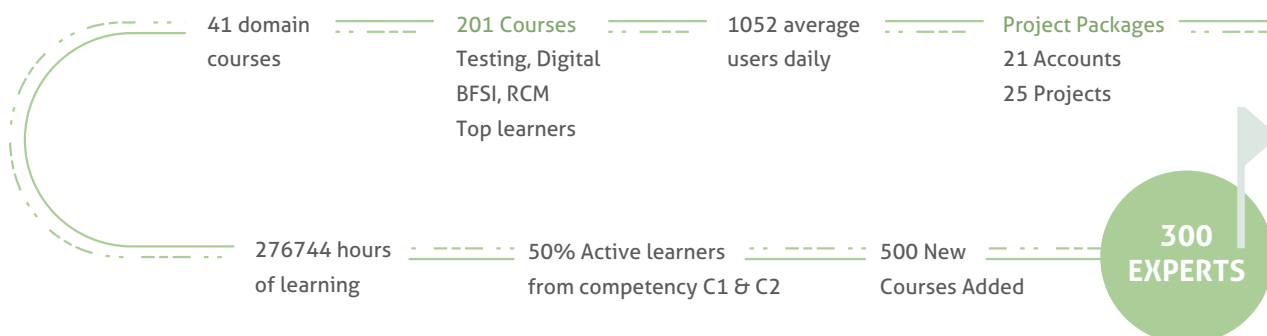 41 domain
courses
201 Courses
Testing, Digital
BFSI, RCM
Top learners
1052 average
users daily
Project Packages
21 Accounts
25 Projects
276744 hours
of learning
50% Active learners
from competency C1 & C2
500 New
Courses Added
300
EXPERTS